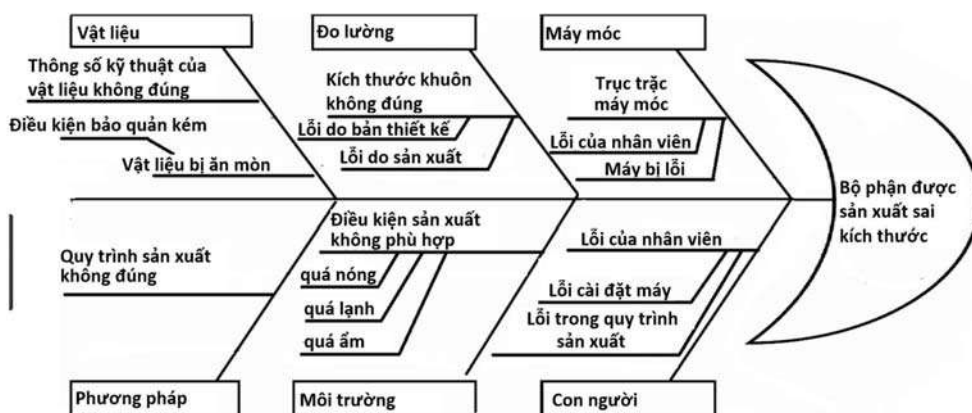 Vật liệu
Thông số kỹ thuật của
vật liệu không đúng
Điều kiện bảo quản kém
Vật liệu bị ăn mòn
Đo lường
Kích thước khuôn
không đúng
Lỗi do bản thiết kế
Lỗi do sản xuất
Máy móc
Trục trặc
máy móc
Lỗi của nhân viên
Máy bị lỗi
Bộ phận được
sản xuất sai
kích thước
Quy trình sản xuất
không đúng
Phương pháp
Điều kiện sản xuất
không phù hợp
quá nóng
quá lạnh
quá ẩm
Môi trường
Lỗi của nhân viên
Lỗi cài đặt máy
Lỗi trong quy trình
sản xuất
Con người